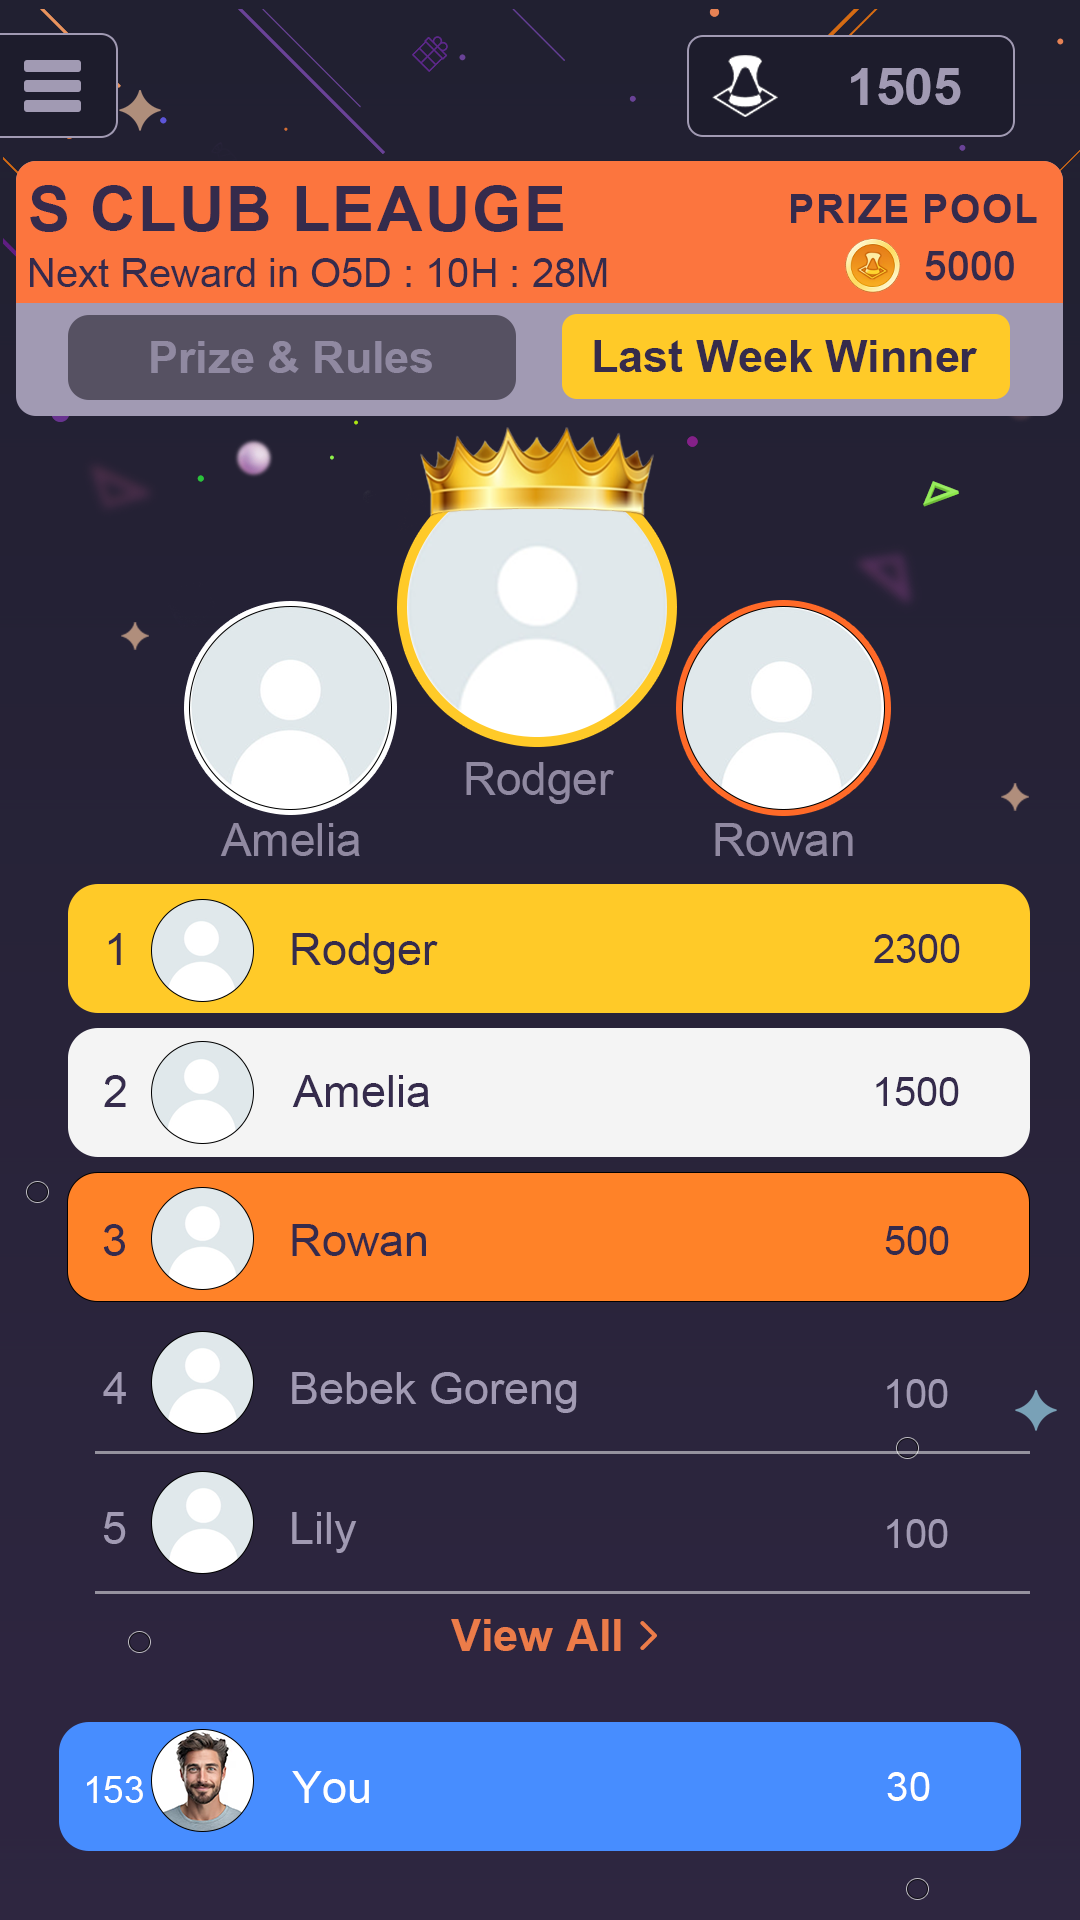 1505
S CLUB LEAUGE
PRIZE POOL
Next Reward in O5D : 10H : 28M
5000
Prize & Rules
Last Week Winner
Rodger
Amelia
Rowan
1 Rodger 2300
2 Amelia 1500
3 Rowan 500
4 Bebek Goreng 100
5 Lily 100
View All >
153 You 30